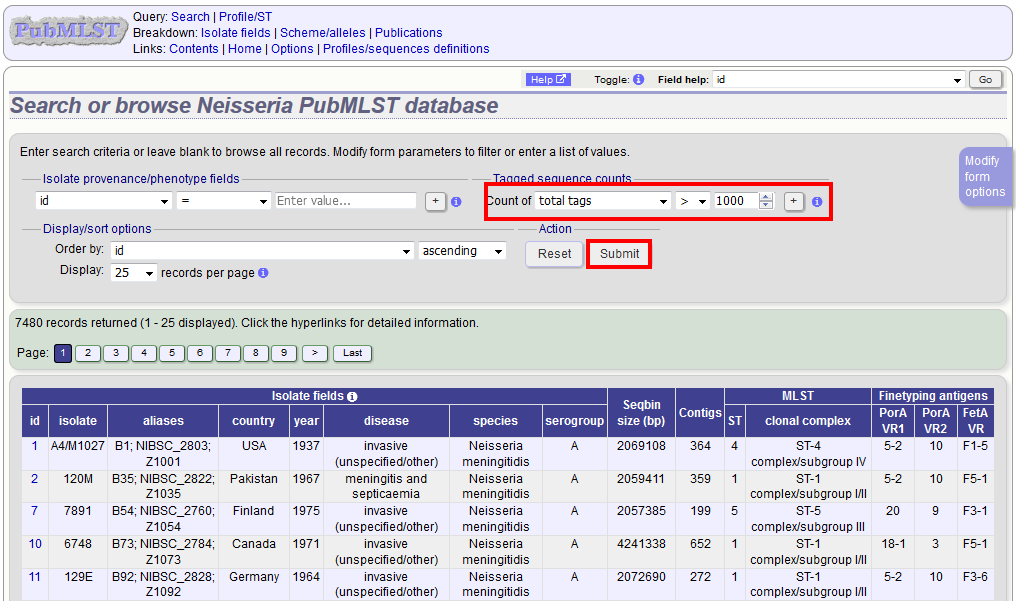 PubMLST
Query: Search | Profile/ST
Breakdown: Isolate fields | Scheme/alleles | Publications
Links: Contents | Home | Options | Profiles/sequences definitions
Help Toggle: i Field help: id Go
Search or browse Neisseria PubMLST database
Enter search criteria or leave blank to browse all records. Modify form parameters to filter or enter a list of values.
Modify
form
options
Isolate provenance/phenotype fields
id = Enter value... + i
Tagged sequence counts
Count of total tags > 1000 + i
Display/sort options
Order by: id ascending
Display: 25 records per page i
Action
Reset Submit
7480 records returned (1 - 25 displayed). Click the hyperlinks for detailed information.
Page: 1 2 3 4 5 6 7 8 9 > Last
Isolate fields i Seqbin size (bp) Contigs MLST Finetyping antigens
id isolate aliases country year disease species serogroup ST clonal complex PorA VR1 PorA VR2 FetA VR
1 A4/M1027 B1; NIBSC_2803; Z1001 USA 1937 invasive (unspecified/other) Neisseria meningitidis A 2069108 364 4 ST-4 complex/subgroup IV 5-2 10 F1-5
2 120M B35; NIBSC_2822; Z1035 Pakistan 1967 meningitis and septicaemia Neisseria meningitidis A 2059411 359 1 ST-1 complex/subgroup I/II 5-2 10 F5-1
7 7891 B54; NIBSC_2760; Z1054 Finland 1975 invasive (unspecified/other) Neisseria meningitidis A 2057385 199 5 ST-5 complex/subgroup III 20 9 F3-1
10 6748 B73; NIBSC_2784; Z1073 Canada 1971 invasive (unspecified/other) Neisseria meningitidis A 4241338 652 1 ST-1 complex/subgroup I/II 18-1 3 F5-1
11 129E B92; NIBSC_2828; Z1092 Germany 1964 invasive (unspecified/other) Neisseria meningitidis A 2072690 272 1 ST-1 complex/subgroup I/II 5-2 10 F3-6